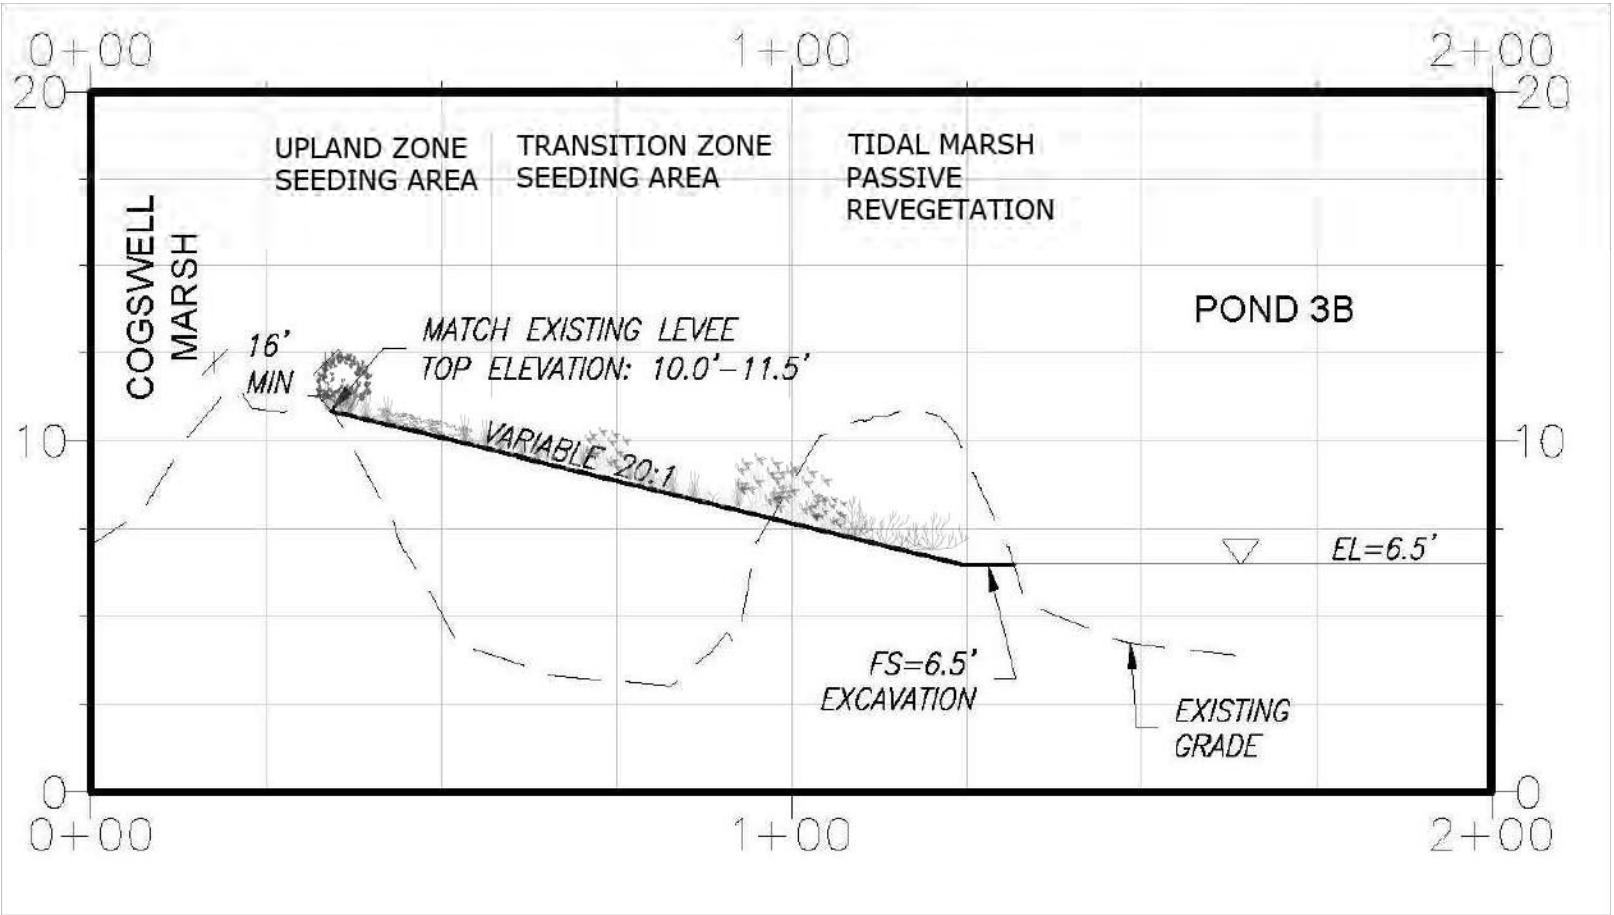 0+00
1+00
2+00
20
20
UPLAND ZONE
SEEDING AREA
TRANSITION ZONE
SEEDING AREA
TIDAL MARSH
PASSIVE
REVEGETATION
COGSWELL
MARSH
POND 3B
16'
MIN
MATCH EXISTING LEVEE
TOP ELEVATION: 10.0'-11.5'
10
10
VARIABLE 20:1
EL=6.5'
FS=6.5'
EXCAVATION
EXISTING
GRADE
0
0
0+00
1+00
2+00